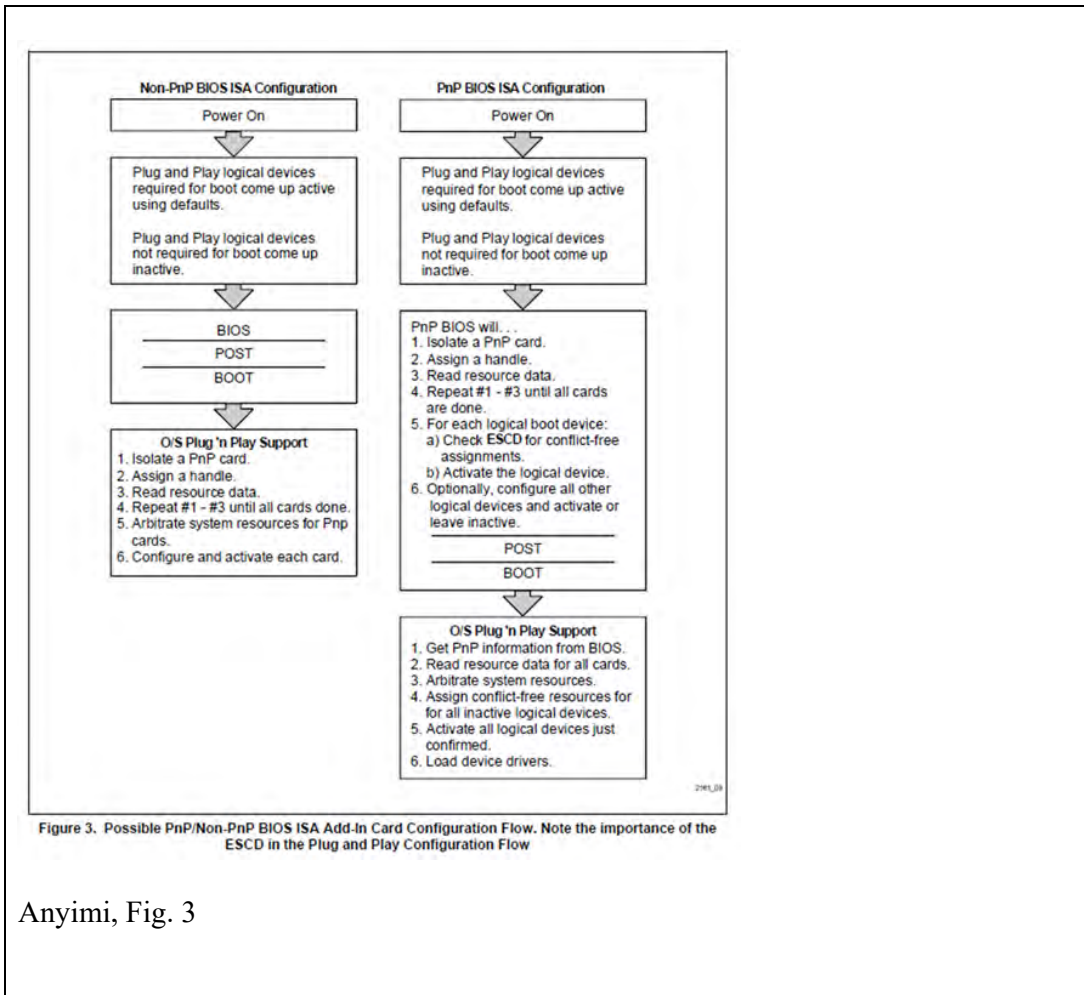 Non-PnP BIOS ISA Configuration
Power On
Plug and Play logical devices
required for boot come up active
using defaults.
Plug and Play logical devices
not required for boot come up
inactive.
BIOS
POST
BOOT
O/S Plug 'n Play Support
1. Isolate a PnP card.
2. Assign a handle.
3. Read resource data.
4. Repeat #1 - #3 until all cards done.
5. Arbitrate system resources for Pnp
cards.
6. Configure and activate each card.
PnP BIOS ISA Configuration
Power On
Plug and Play logical devices
required for boot come up active
using defaults.
Plug and Play logical devices
not required for boot come up
inactive.
PnP BIOS will. . .
1. Isolate a PnP card.
2. Assign a handle.
3. Read resource data.
4. Repeat #1 - #3 until all cards
are done.
5. For each logical boot device:
a) Check ESCD for conflict-free
assignments.
b) Activate the logical device.
6. Optionally, configure all other
logical devices and activate or
leave inactive.
POST
BOOT
O/S Plug 'n Play Support
1. Get PnP information from BIOS.
2. Read resource data for all cards.
3. Arbitrate system resources.
4. Assign conflict-free resources for
for all inactive logical devices.
5. Activate all logical devices just
confirmed.
6. Load device drivers.
Figure 3. Possible PnP/Non-PnP BIOS ISA Add-In Card Configuration Flow. Note the importance of the
ESCD in the Plug and Play Configuration Flow
Anyimi, Fig. 3